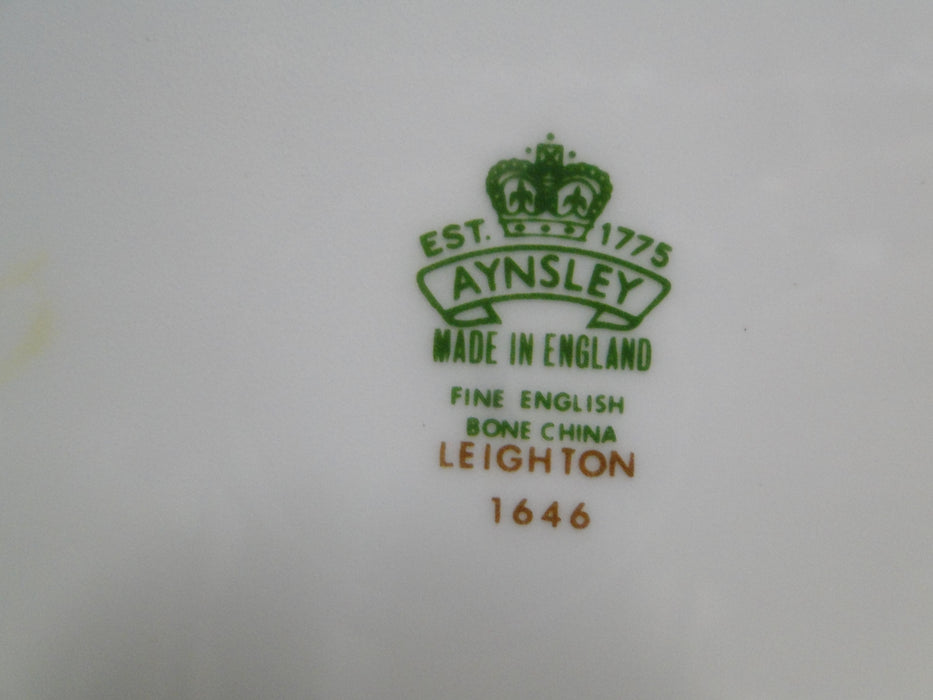 EST. 1775
AYNSLEY
MADE IN ENGLAND
FINE ENGLISH
BONE CHINA
LEIGHTON
1646